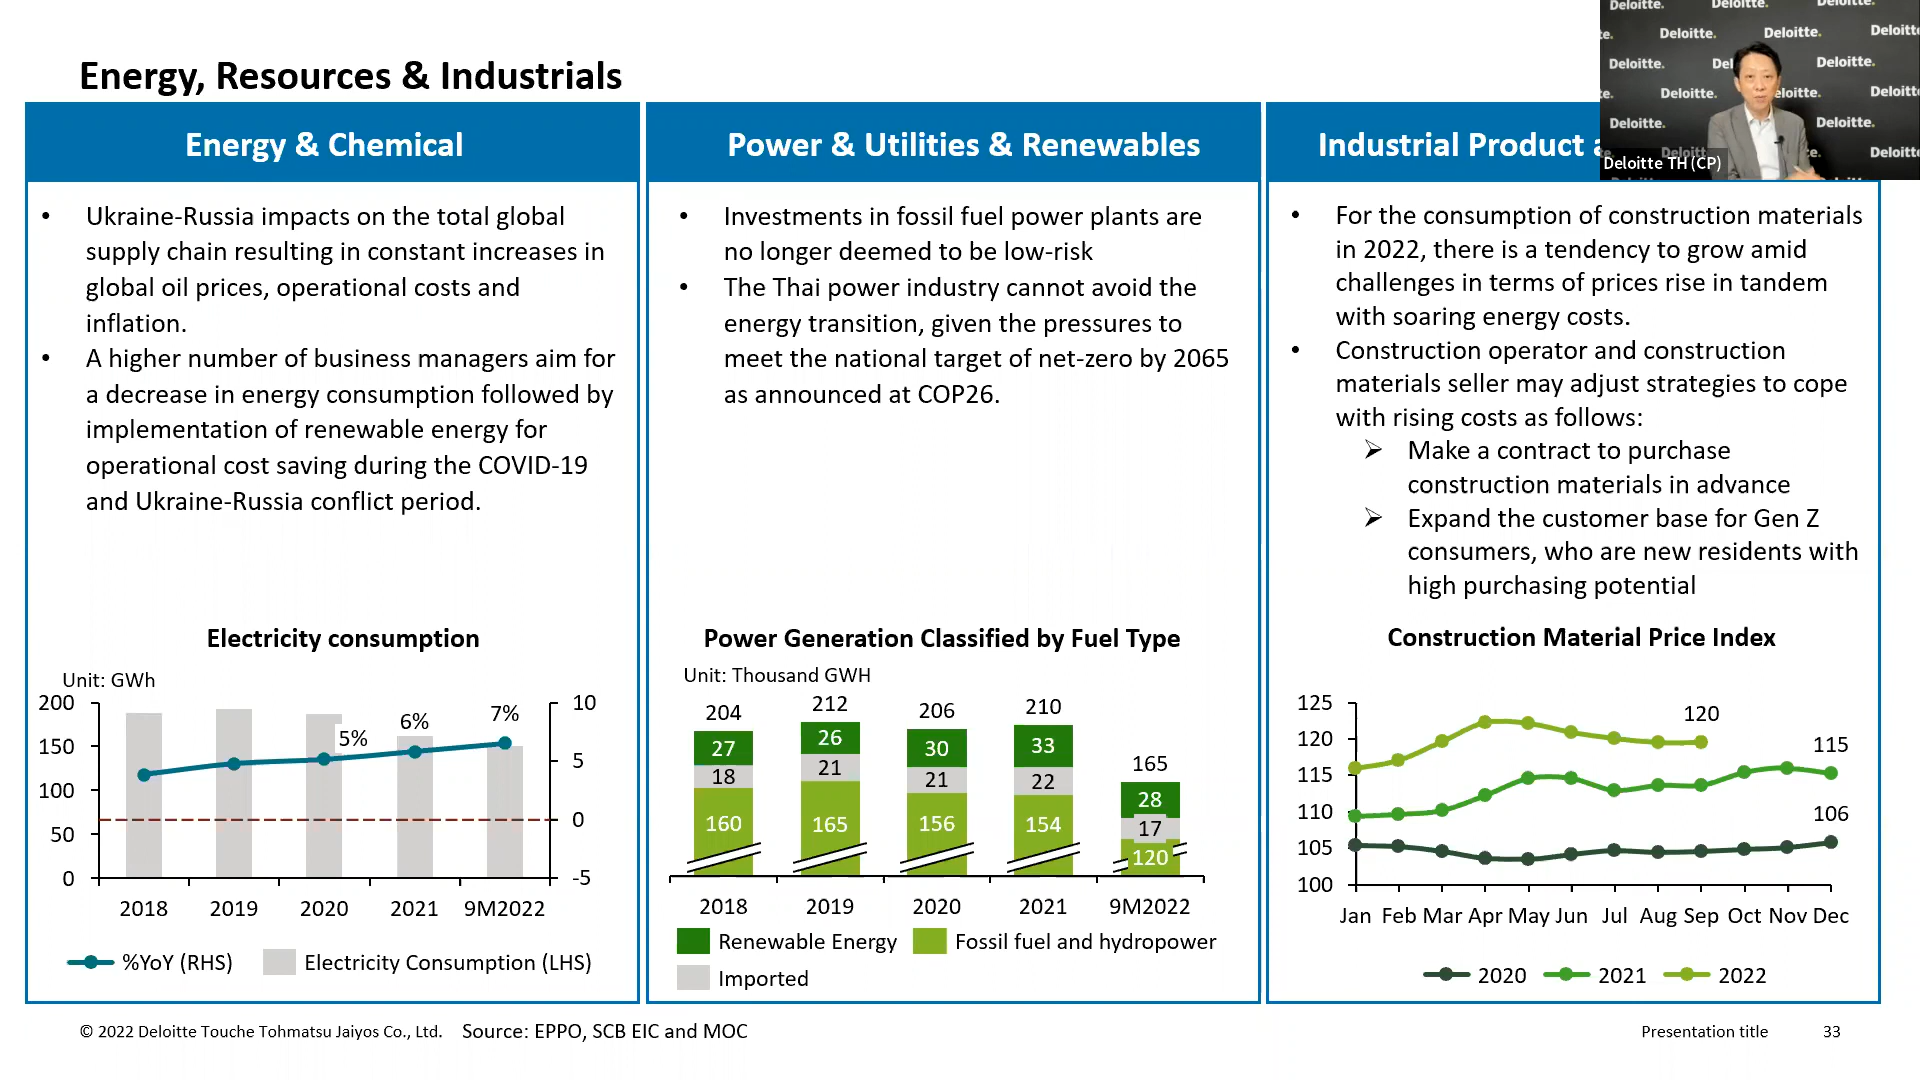 Energy, Resources & Industrials
Deloitte. Deloitte. Deloitte.
Deloitte. Deloitte. Deloitte.
Deloitte. Deloitte.
Deloitte.
Deloitte.
Deloitte. Deloitte.
Deloitte TH (CP)
Energy & Chemical
• Ukraine-Russia impacts on the total global
supply chain resulting in constant increases in
global oil prices, operational costs and
inflation.
• A higher number of business managers aim for
a decrease in energy consumption followed by
implementation of renewable energy for
operational cost saving during the COVID-19
and Ukraine-Russia conflict period.
Electricity consumption
Unit: GWh
200
150
100
50
0
10
5
0
-5
5%
6%
7%
2018 2019 2020 2021 9M2022
%YoY (RHS) Electricity Consumption (LHS)
Power & Utilities & Renewables
• Investments in fossil fuel power plants are
no longer deemed to be low-risk
• The Thai power industry cannot avoid the
energy transition, given the pressures to
meet the national target of net-zero by 2065
as announced at COP26.
Power Generation Classified by Fuel Type
Unit: Thousand GWH
204 212 206 210 165
27 26 30 33 28
18 21 21 22 17
160 165 156 154 120
2018 2019 2020 2021 9M2022
Renewable Energy Fossil fuel and hydropower
Imported
Industrial Product
• For the consumption of construction materials
in 2022, there is a tendency to grow amid
challenges in terms of prices rise in tandem
with soaring energy costs.
• Construction operator and construction
materials seller may adjust strategies to cope
with rising costs as follows:
➢ Make a contract to purchase
construction materials in advance
➢ Expand the customer base for Gen Z
consumers, who are new residents with
high purchasing potential
Construction Material Price Index
125
120
115
110
105
100
120
115
106
Jan Feb Mar Apr May Jun Jul Aug Sep Oct Nov Dec
2020 2021 2022
© 2022 Deloitte Touche Tohmatsu Jaiyos Co., Ltd. Source: EPPO, SCB EIC and MOC
Presentation title 33